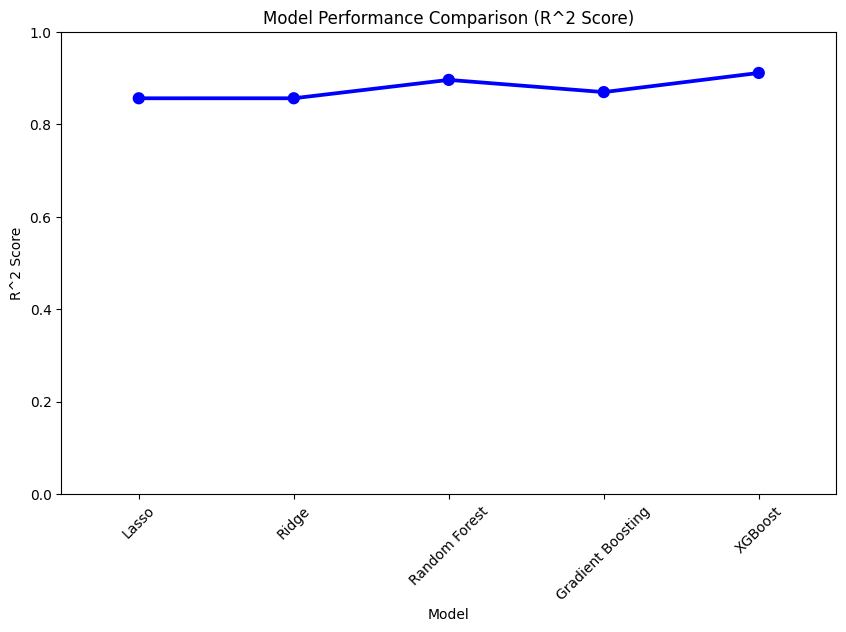 Model Performance Comparison (R^2 Score)
1.0
0.8
0.6
0.4
0.2
0.0
R^2 Score
Lasso
Ridge
Random Forest
Gradient Boosting
XGBoost
Model